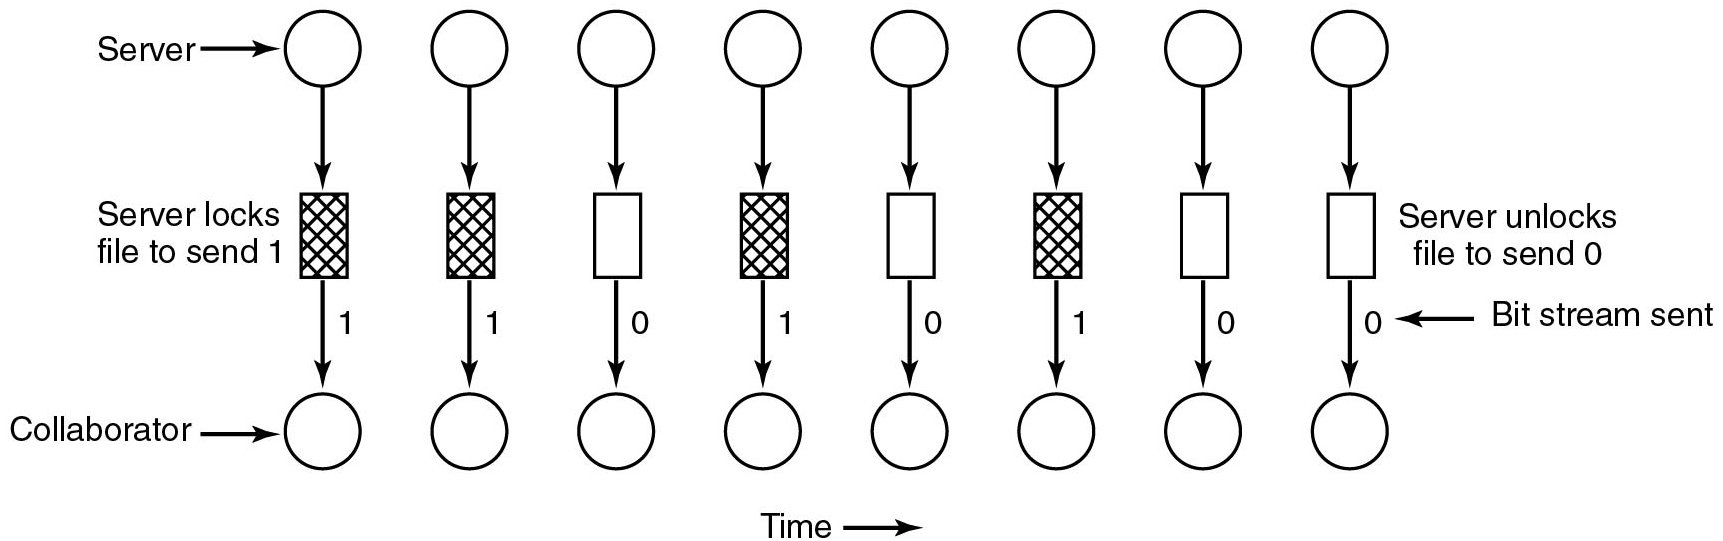 Server
Server locks
file to send 1
Server unlocks
file to send 0
1 1 0 1 0 1 0 0
Bit stream sent
Collaborator
Time